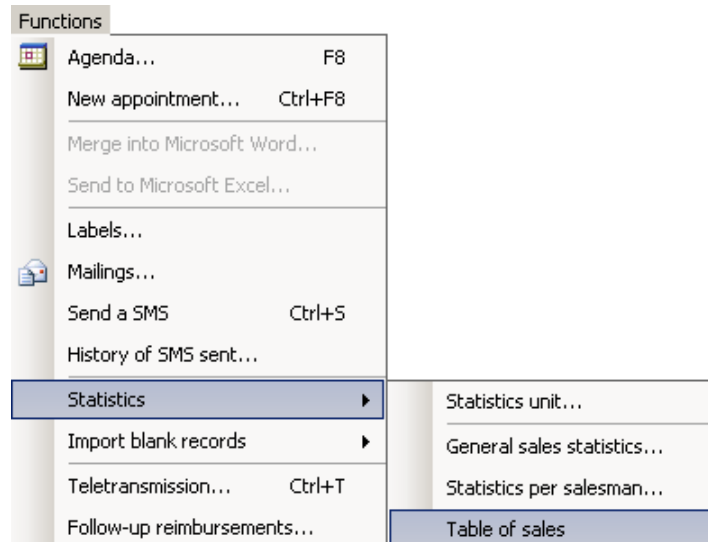 Functions
Agenda... F8
New appointment... Ctrl+F8
Merge into Microsoft Word...
Send to Microsoft Excel...
Labels...
Mailings...
Send a SMS Ctrl+S
History of SMS sent...
Statistics
Import blank records
Teletransmission... Ctrl+T
Follow-up reimbursements...
Statistics unit...
General sales statistics...
Statistics per salesman...
Table of sales